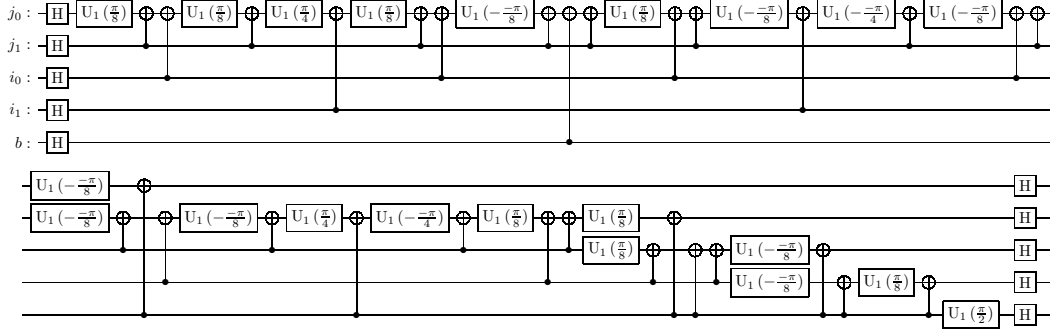 j₀ : H U₁(π/8) U₁(π/8) U₁(π/4) U₁(π/8) U₁(−−π/8) U₁(π/8) U₁(−−π/8) U₁(−−π/4) U₁(−−π/8)
j₁ : H
i₀ : H
i₁ : H
b : H
U₁(−−π/8) H
U₁(−−π/8) U₁(−−π/8) U₁(π/4) U₁(−−π/4) U₁(π/8) U₁(π/8) H
U₁(π/8) U₁(−−π/8) H
U₁(−−π/8) U₁(π/8) H
U₁(π/2) H